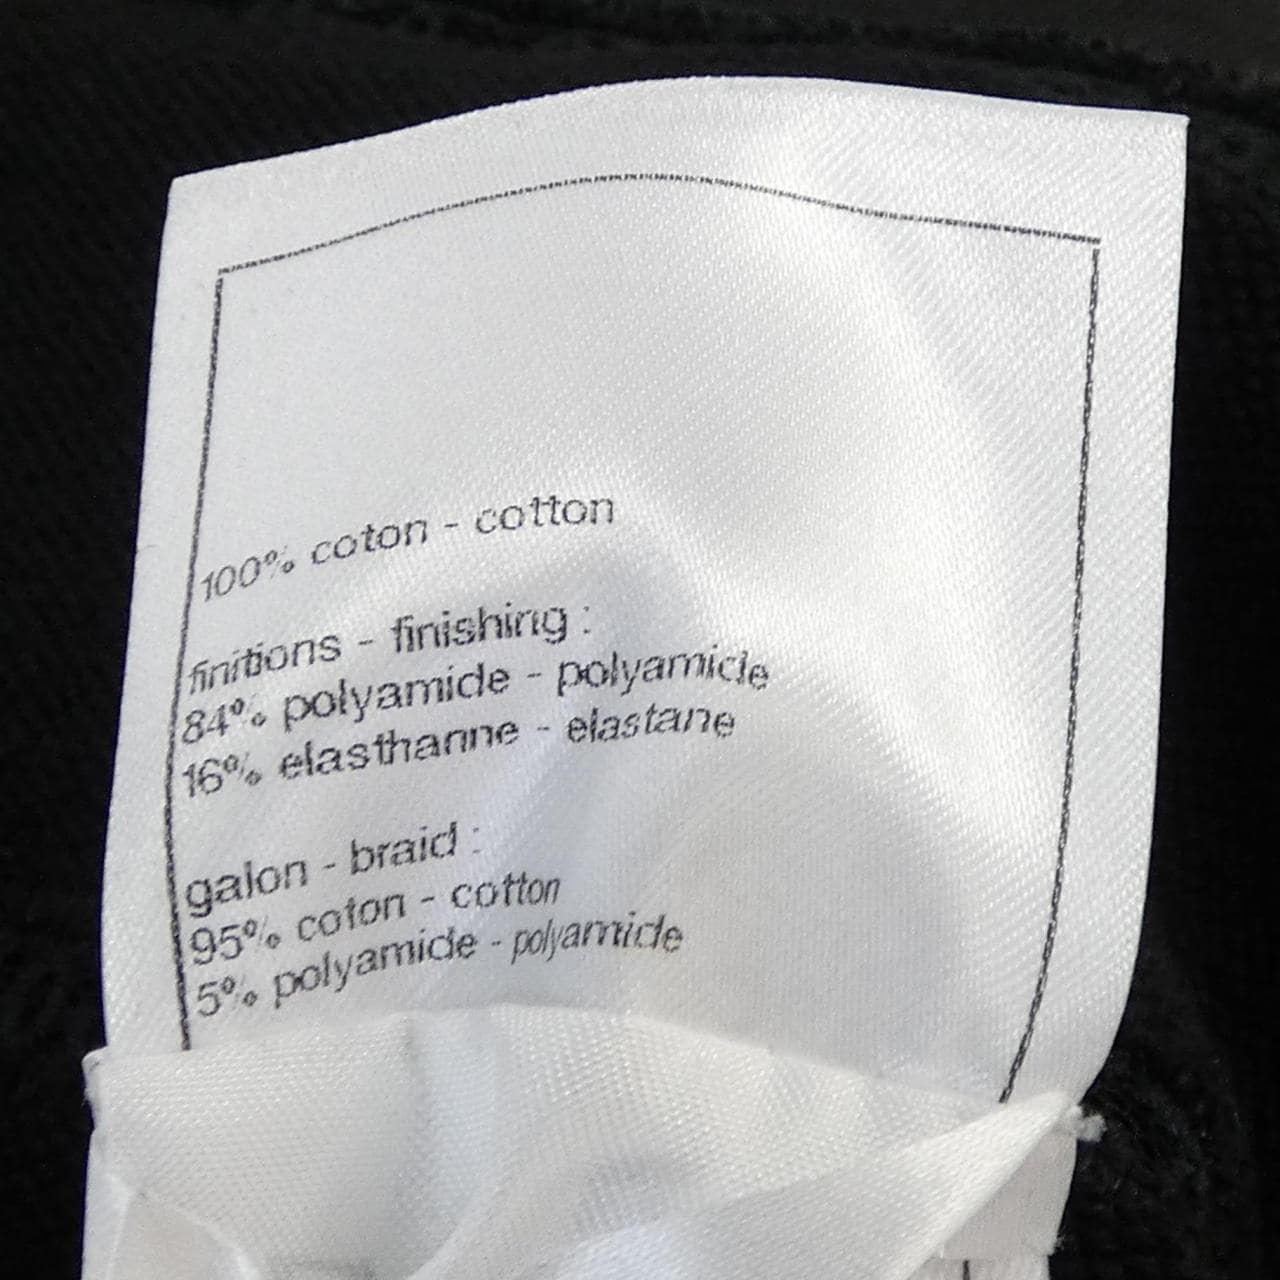 100% coton - cotton
finitions - finishing :
84% polyamide - polyamide
16% elasthanne - elastane
galon - braid :
95% coton - cotton
5% polyamide - polyamide